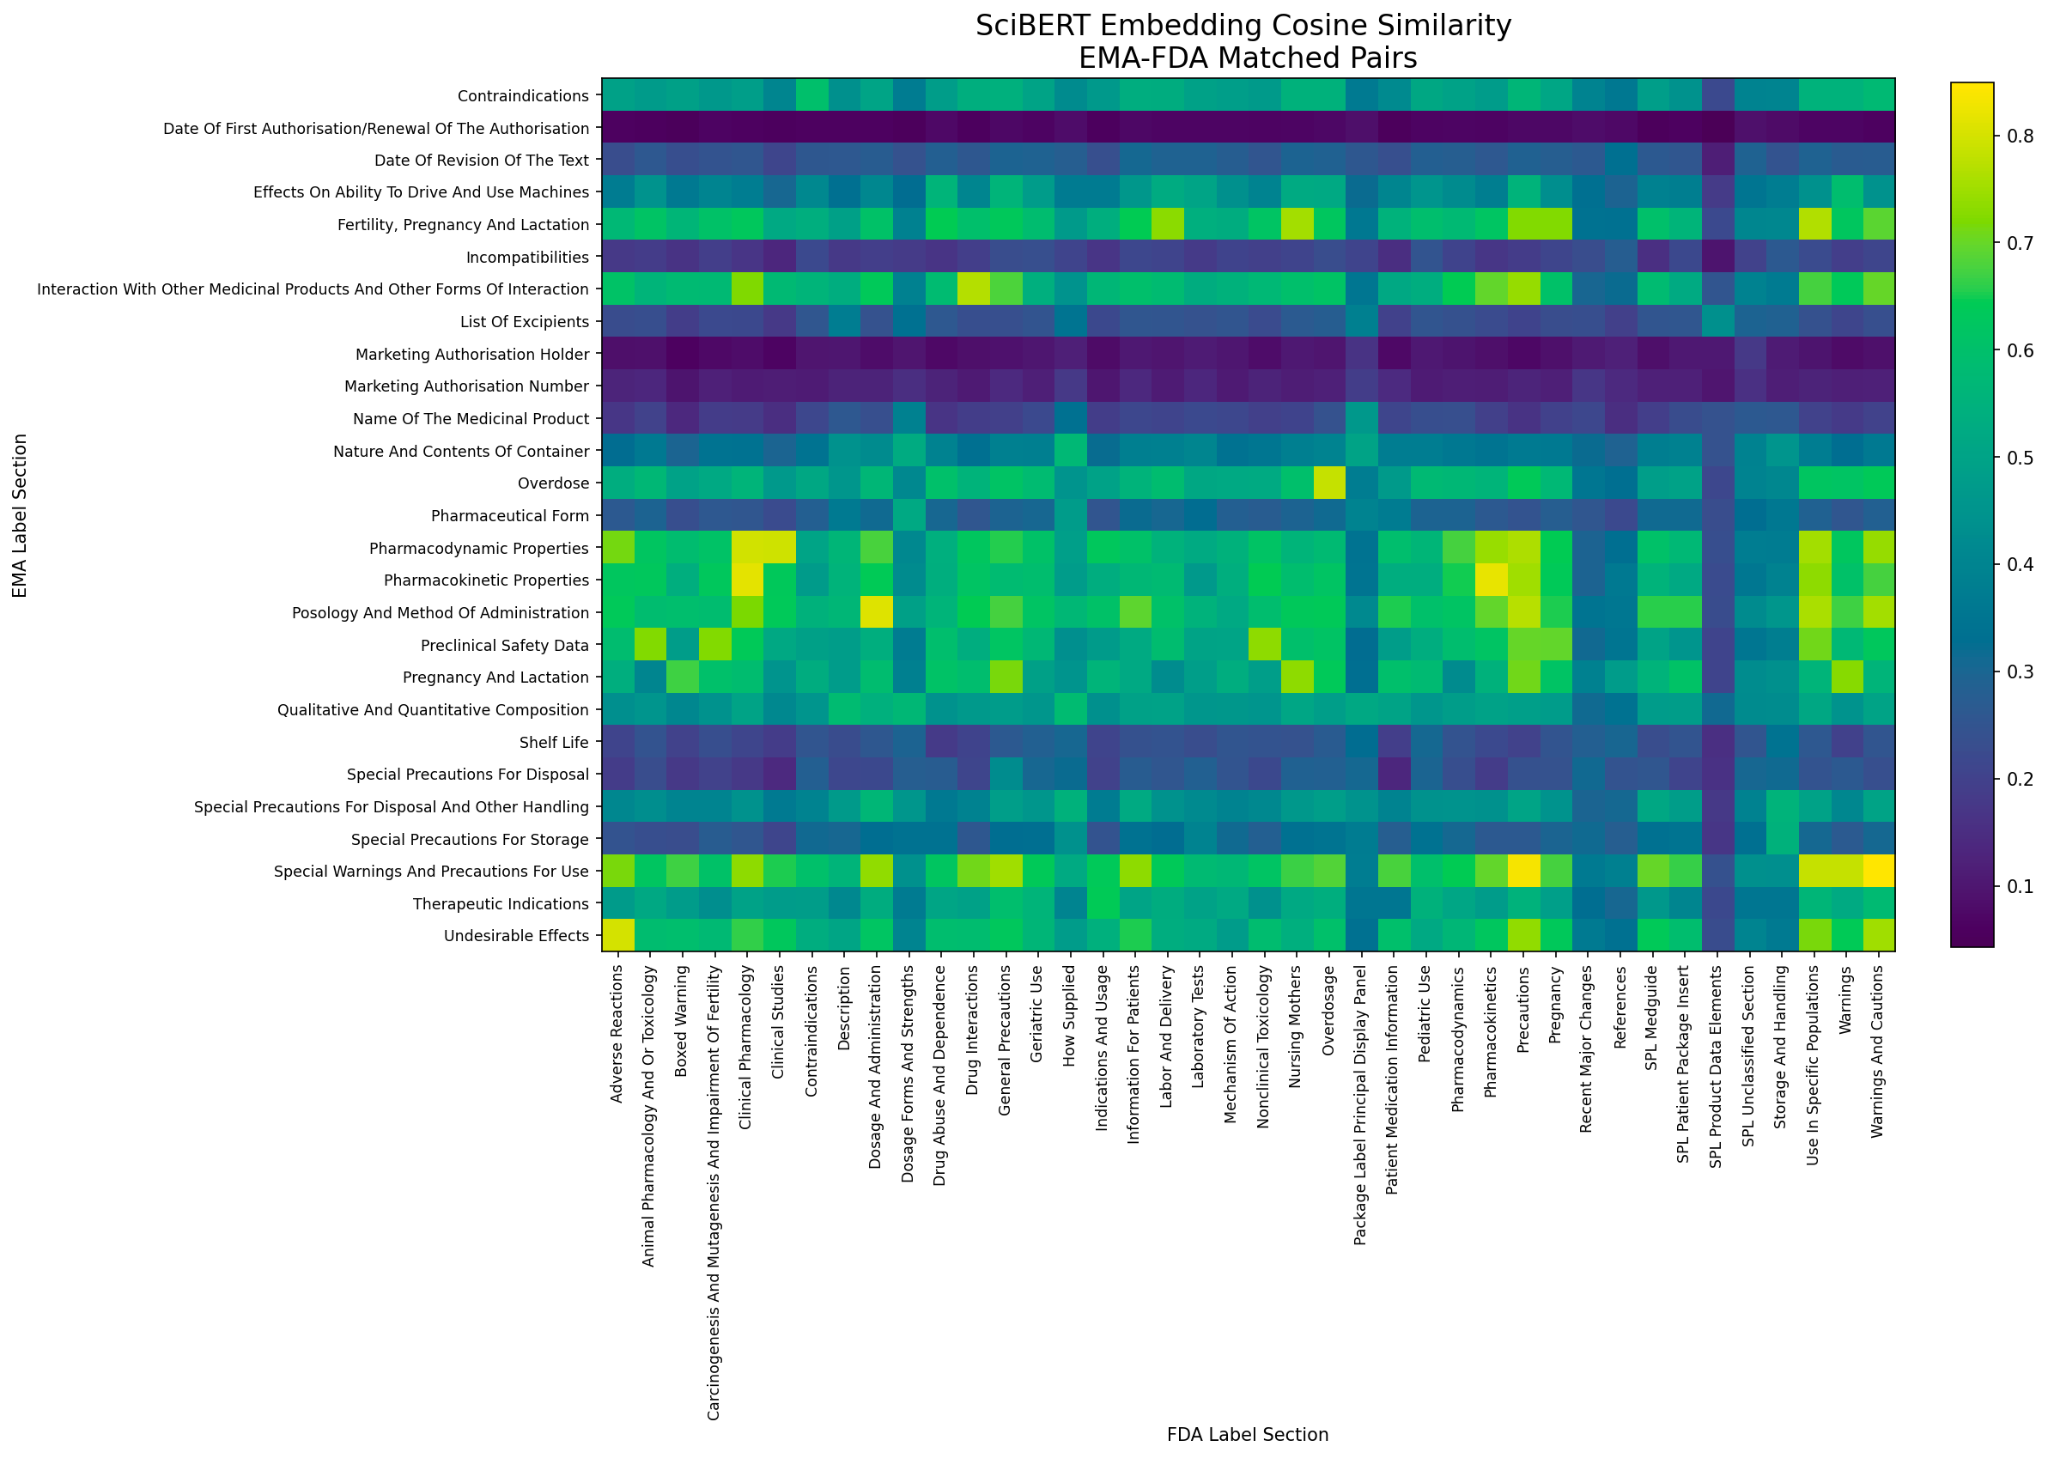 SciBERT Embedding Cosine Similarity
EMA-FDA Matched Pairs
EMA Label Section
Contraindications
Date Of First Authorisation/Renewal Of The Authorisation
Date Of Revision Of The Text
Effects On Ability To Drive And Use Machines
Fertility, Pregnancy And Lactation
Incompatibilities
Interaction With Other Medicinal Products And Other Forms Of Interaction
List Of Excipients
Marketing Authorisation Holder
Marketing Authorisation Number
Name Of The Medicinal Product
Nature And Contents Of Container
Overdose
Pharmaceutical Form
Pharmacodynamic Properties
Pharmacokinetic Properties
Posology And Method Of Administration
Preclinical Safety Data
Pregnancy And Lactation
Qualitative And Quantitative Composition
Shelf Life
Special Precautions For Disposal
Special Precautions For Disposal And Other Handling
Special Precautions For Storage
Special Warnings And Precautions For Use
Therapeutic Indications
Undesirable Effects
Adverse Reactions
Animal Pharmacology And Or Toxicology
Boxed Warning
Carcinogenesis And Mutagenesis And Impairment Of Fertility
Clinical Pharmacology
Clinical Studies
Contraindications
Description
Dosage And Administration
Dosage Forms And Strengths
Drug Abuse And Dependence
Drug Interactions
General Precautions
Geriatric Use
How Supplied
Indications And Usage
Information For Patients
Labor And Delivery
Laboratory Tests
Mechanism Of Action
Nonclinical Toxicology
Nursing Mothers
Overdosage
Package Label Principal Display Panel
Patient Medication Information
Pediatric Use
Pharmacodynamics
Pharmacokinetics
Precautions
Pregnancy
Recent Major Changes
References
SPL Medguide
SPL Patient Package Insert
SPL Product Data Elements
SPL Unclassified Section
Storage And Handling
Use In Specific Populations
Warnings
Warnings And Cautions
FDA Label Section
0.8
0.7
0.6
0.5
0.4
0.3
0.2
0.1